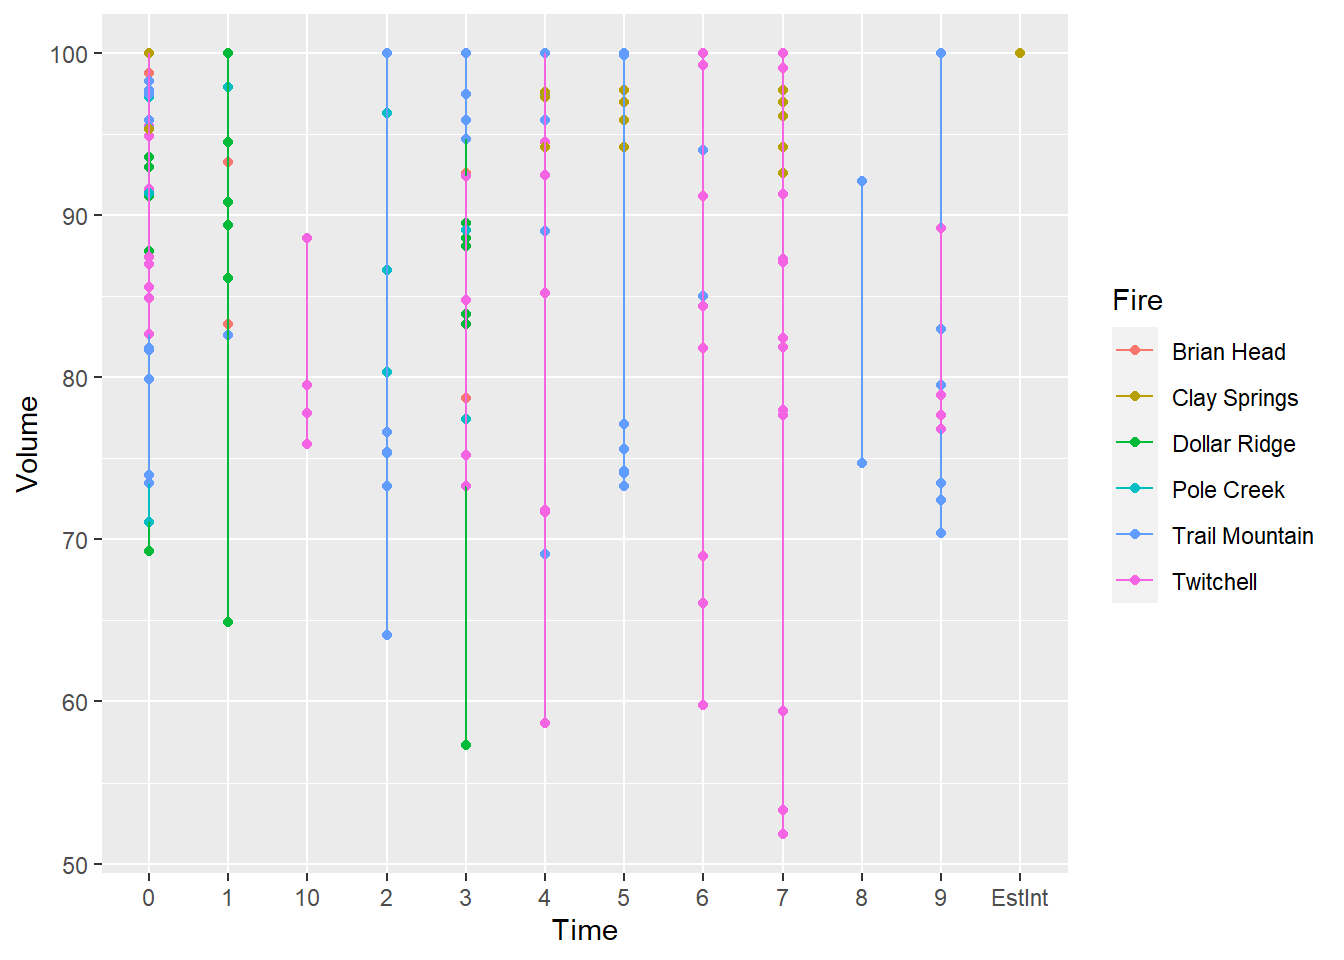 100
90
80
70
60
50
Volume
0 1 10 2 3 4 5 6 7 8 9 EstInt
Time
Fire
Brian Head
Clay Springs
Dollar Ridge
Pole Creek
Trail Mountain
Twitchell